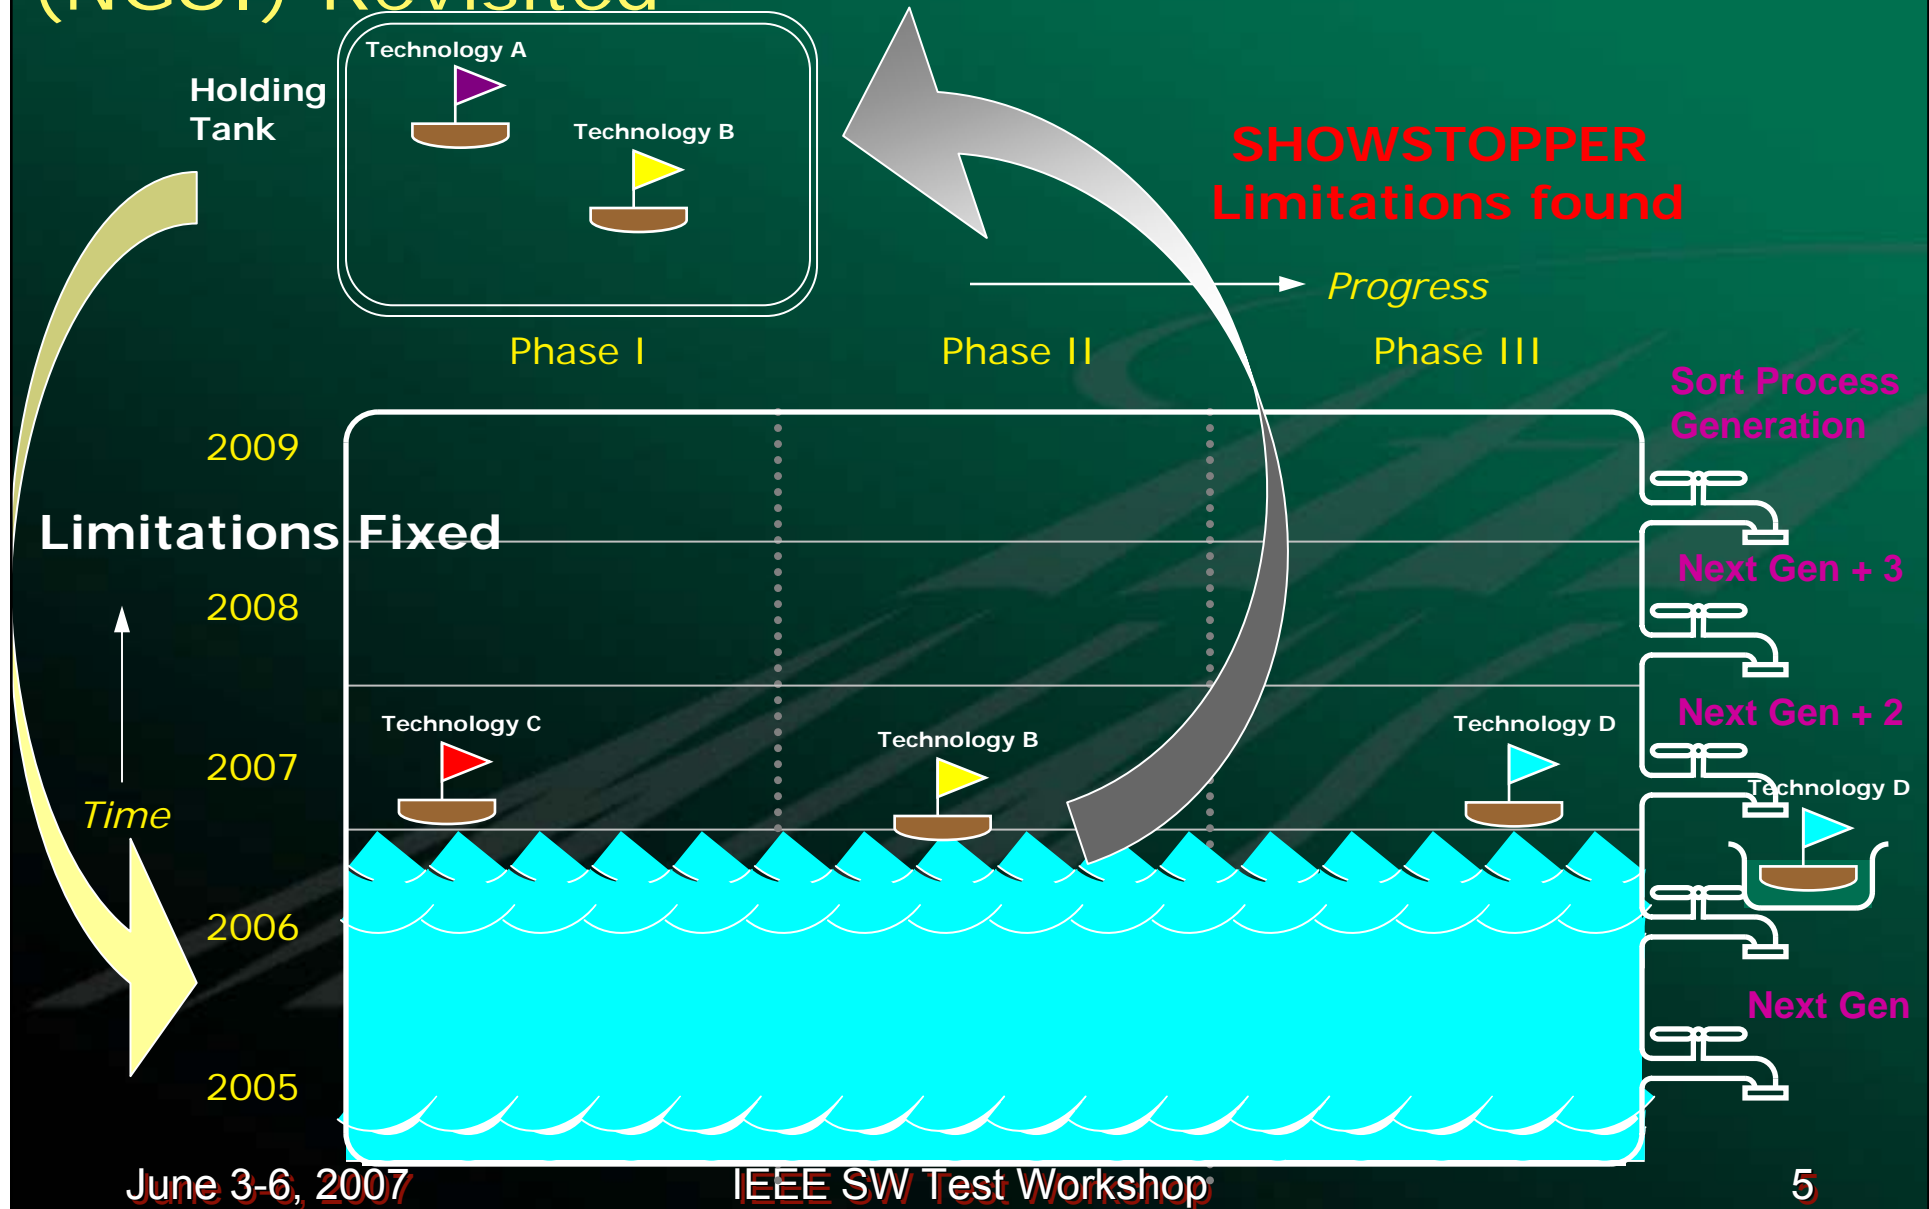 (NGSI) Revisited
Technology A
Holding
Tank
Technology B
SHOWSTOPPER
Limitations found
Progress
Phase I
Phase II
Phase III
Sort Process
Generation
2009
Limitations Fixed
Next Gen + 3
2008
Technology C
Technology B
Technology D
Next Gen + 2
2007
Technology D
Time
2006
Next Gen
2005
June 3-6, 2007
IEEE SW Test Workshop
5